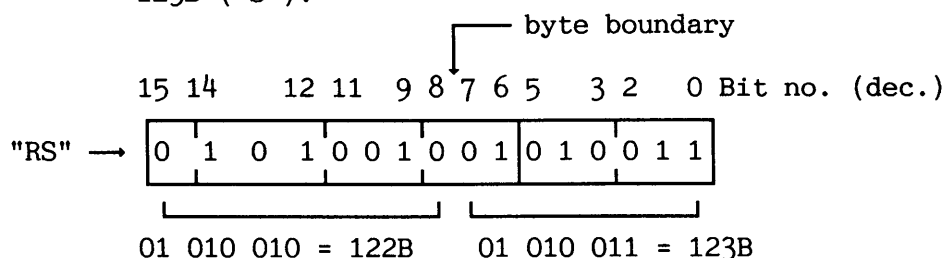 123B ("S").
byte boundary
15 14 12 11 9 8 7 6 5 3 2 0 Bit no. (dec.)
"RS" → 0 1 0 1 0 0 1 0 0 1 0 1 0 0 1 1
01 010 010 = 122B 01 010 011 = 123B